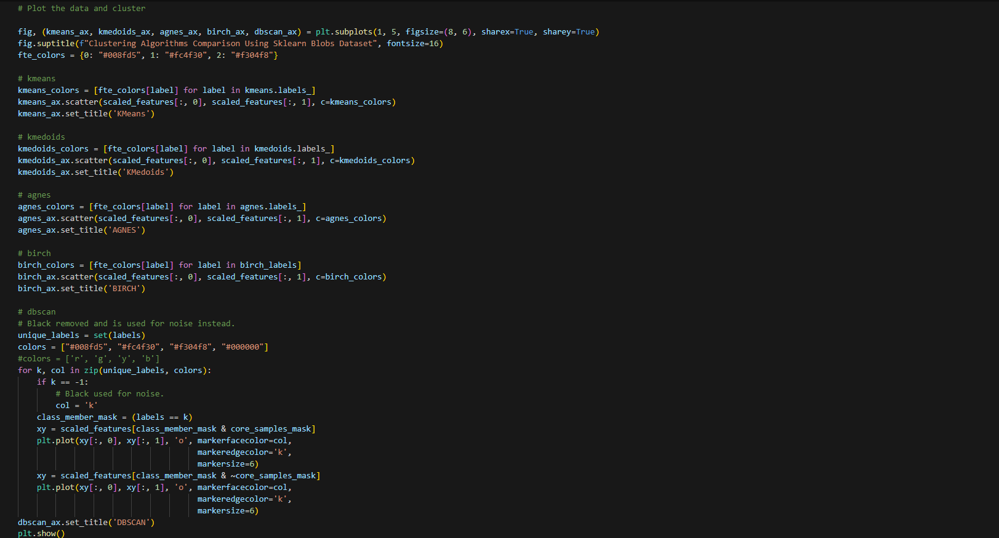 # Plot the data and cluster
fig, (kmeans_ax, kmedoids_ax, agnes_ax, birch_ax, dbscan_ax) = plt.subplots(1, 5, figsize=(8, 6), sharex=True, sharey=True)
fig.suptitle(f"Clustering Algorithms Comparison Using Sklearn Blobs Dataset", fontsize=16)
fte_colors = {0: "#008fd5", 1: "#fc4f30", 2: "#f304f8"}
# kmeans
kmeans_colors = [fte_colors[label] for label in kmeans.labels_]
kmeans_ax.scatter(scaled_features[:, 0], scaled_features[:, 1], c=kmeans_colors)
kmeans_ax.set_title('KMeans')
# kmedoids
kmedoids_colors = [fte_colors[label] for label in kmedoids.labels_]
kmedoids_ax.scatter(scaled_features[:, 0], scaled_features[:, 1], c=kmedoids_colors)
kmedoids_ax.set_title('KMedoids')
# agnes
agnes_colors = [fte_colors[label] for label in agnes.labels_]
agnes_ax.scatter(scaled_features[:, 0], scaled_features[:, 1], c=agnes_colors)
agnes_ax.set_title('AGNES')
# birch
birch_colors = [fte_colors[label] for label in birch_labels]
birch_ax.scatter(scaled_features[:, 0], scaled_features[:, 1], c=birch_colors)
birch_ax.set_title('BIRCH')
# dbscan
# Black removed and is used for noise instead.
unique_labels = set(labels)
colors = ["#008fd5", "#fc4f30", "#f304f8", "#000000"]
#colors = ['r', 'g', 'y', 'b']
for k, col in zip(unique_labels, colors):
    if k == -1:
        # Black used for noise.
        col = 'k'
    class_member_mask = (labels == k)
    xy = scaled_features[class_member_mask & core_samples_mask]
    plt.plot(xy[:, 0], xy[:, 1], 'o', markerfacecolor=col,
                                      markeredgecolor='k',
                                      markersize=6)
    xy = scaled_features[class_member_mask & ~core_samples_mask]
    plt.plot(xy[:, 0], xy[:, 1], 'o', markerfacecolor=col,
                                      markeredgecolor='k',
                                      markersize=6)
dbscan_ax.set_title('DBSCAN')
plt.show()